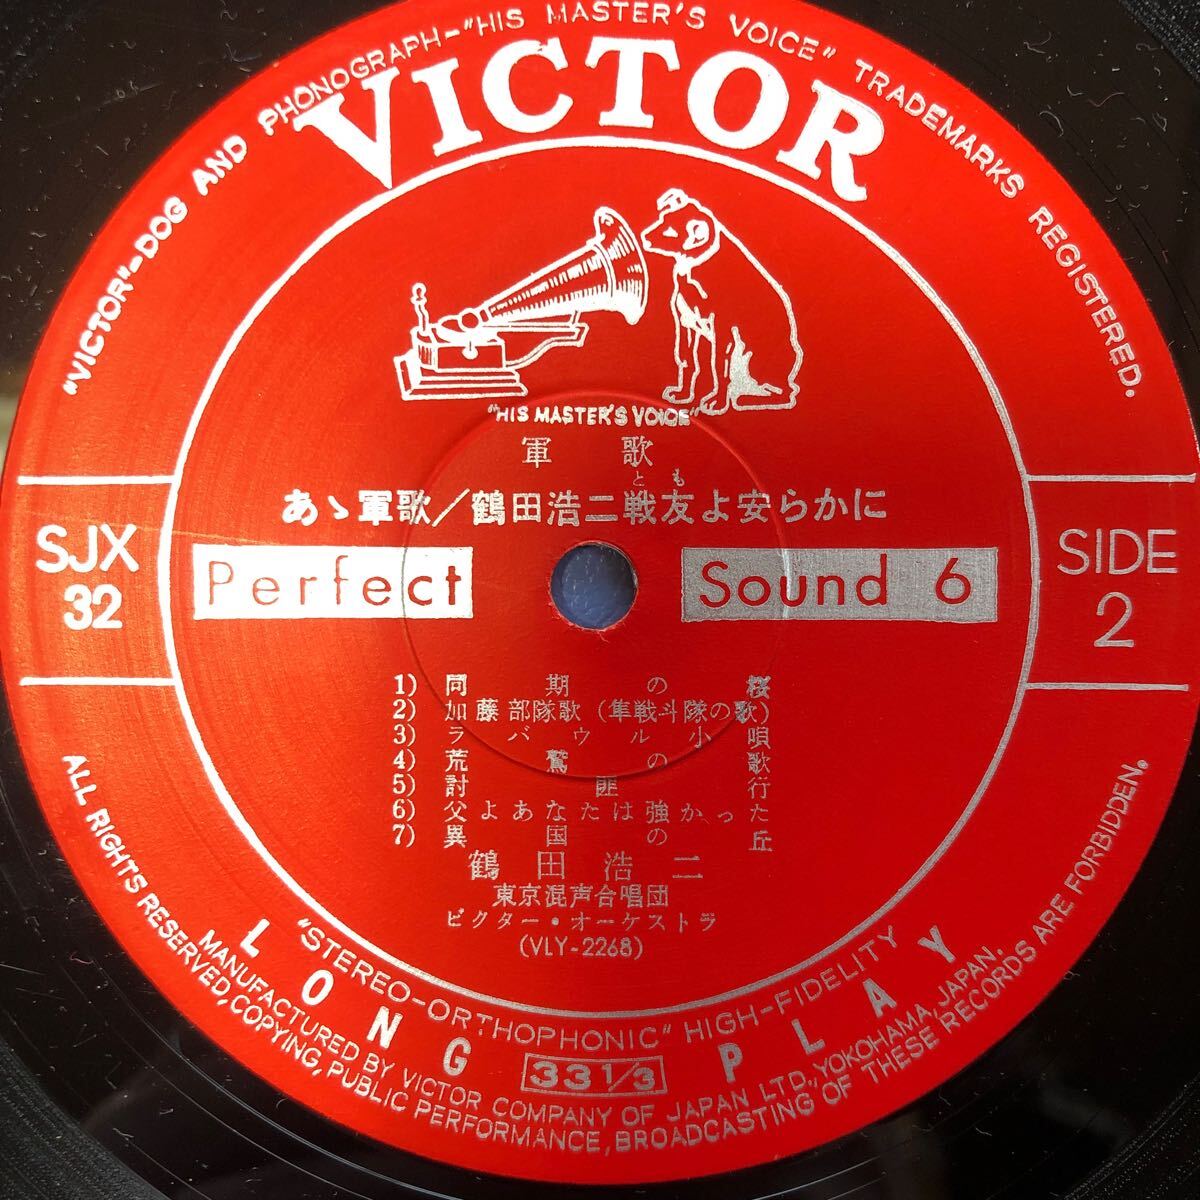 "VICTOR"-DOG AND PHONOGRAPH-"HIS MASTER'S VOICE" TRADEMARKS REGISTERED.
VICTOR
"HIS MASTER'S VOICE"
軍歌
とも
あゝ軍歌/鶴田浩二戦友よ安らかに
SJX
32
Perfect
Sound 6
SIDE
2
1) 同期の桜
2) 加藤部隊歌(隼戦斗隊の歌)
3) ラバウル小唄
4) 荒鷲の歌
5) 討匪行
6) 父よあなたは強かった
7) 異国の丘
鶴田浩二
東京混声合唱団
ビクター・オーケストラ
(VLY-2268)
"STEREO-ORTHOPHONIC" HIGH-FIDELITY
LONG 33 1/3 PLAY
MANUFACTURED BY VICTOR COMPANY OF JAPAN LTD., YOKOHAMA, JAPAN.
ALL RIGHTS RESERVED, COPYING, PUBLIC PERFORMANCE, BROADCASTING OF THESE RECORDS ARE FORBIDDEN.